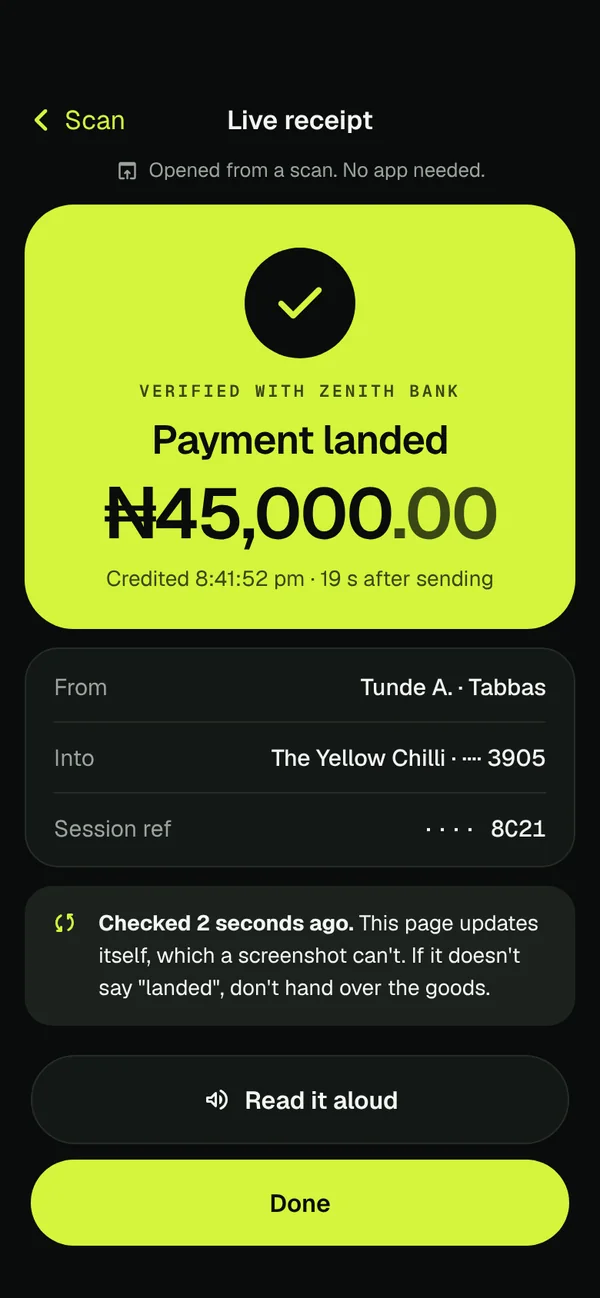 Scan
Live receipt
Opened from a scan. No app needed.
VERIFIED WITH ZENITH BANK
Payment landed
₦45,000.00
Credited 8:41:52 pm · 19 s after sending
From Tunde A. · Tabbas
Into The Yellow Chilli · ···· 3905
Session ref ···· 8C21
Checked 2 seconds ago. This page updates
itself, which a screenshot can't. If it doesn't
say "landed", don't hand over the goods.
Read it aloud
Done